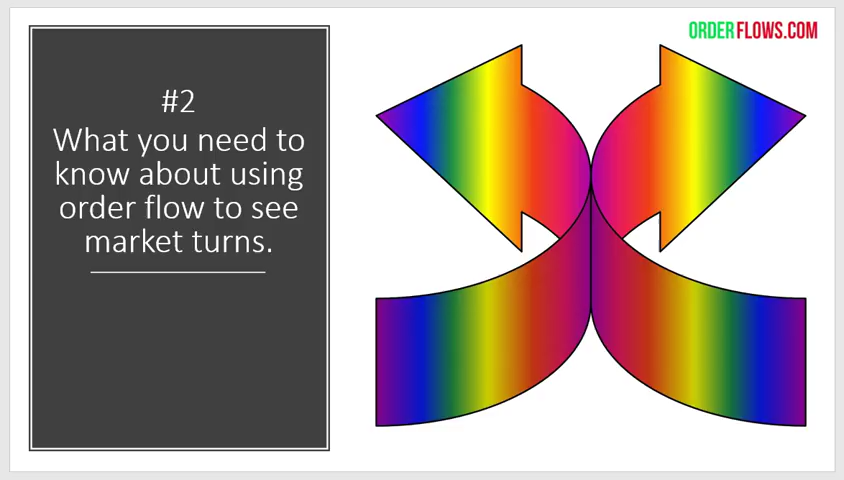 ORDERFLOWS.COM
#2
What you need to
know about using
order flow to see
market turns.